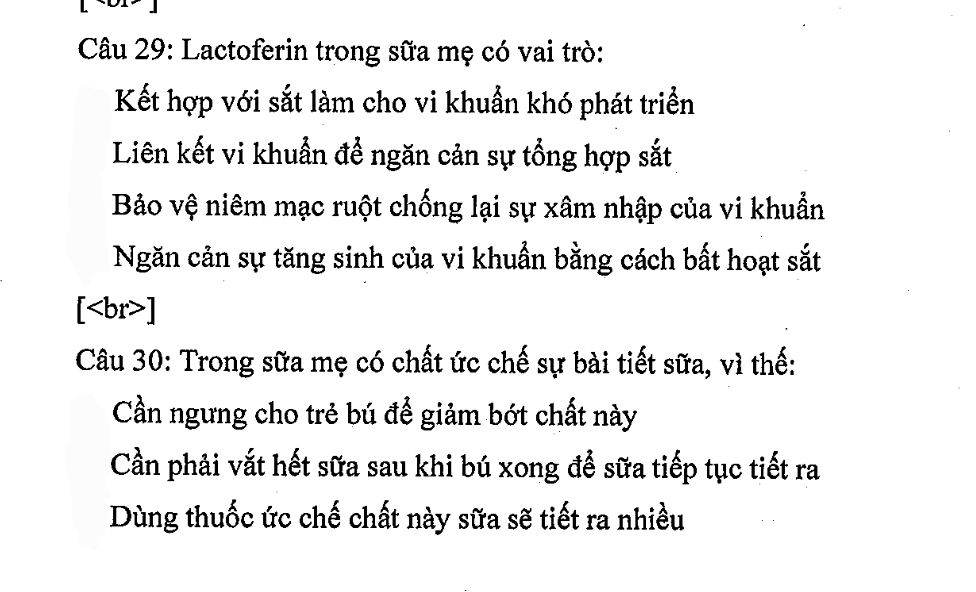 [<br>]
Câu 29: Lactoferin trong sữa mẹ có vai trò:
Kết hợp với sắt làm cho vi khuẩn khó phát triển
Liên kết vi khuẩn để ngăn cản sự tổng hợp sắt
Bảo vệ niêm mạc ruột chống lại sự xâm nhập của vi khuẩn
Ngăn cản sự tăng sinh của vi khuẩn bằng cách bất hoạt sắt
[<br>]
Câu 30: Trong sữa mẹ có chất ức chế sự bài tiết sữa, vì thế:
Cần ngưng cho trẻ bú để giảm bớt chất này
Cần phải vắt hết sữa sau khi bú xong để sữa tiếp tục tiết ra
Dùng thuốc ức chế chất này sữa sẽ tiết ra nhiều